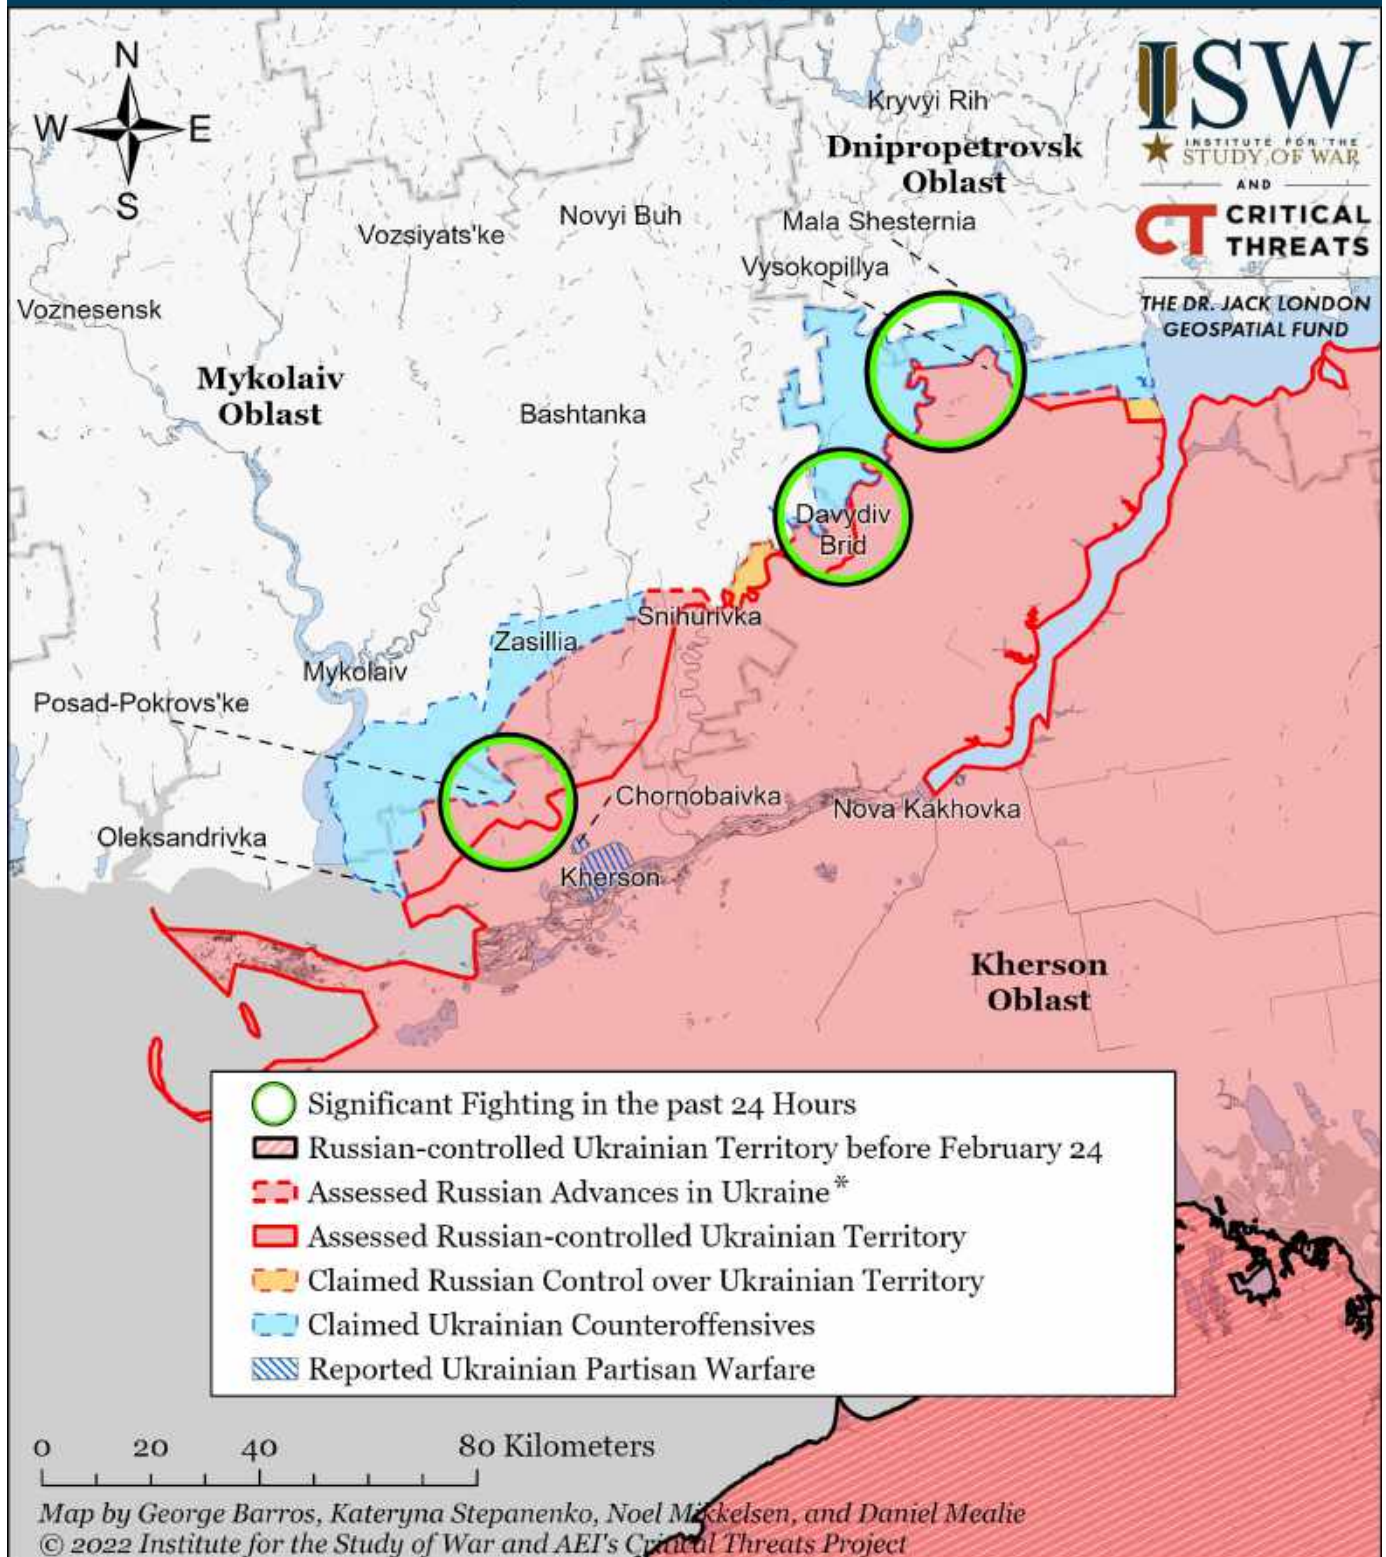 N
W E
S
ISW
INSTITUTE FOR THE
STUDY OF WAR
AND
CT CRITICAL
THREATS
THE DR. JACK LONDON
GEOSPATIAL FUND
Kryvyi Rih
Dnipropetrovsk
Oblast
Novyi Buh
Mala Shesternia
Vozsiyats'ke
Vysokopillya
Voznesensk
Mykolaiv
Oblast
Bashtanka
Davydiv
Brid
Snihurivka
Zasillia
Mykolaiv
Posad-Pokrovs'ke
Chornobaivka
Nova Kakhovka
Oleksandrivka
Kherson
Kherson
Oblast
Significant Fighting in the past 24 Hours
Russian-controlled Ukrainian Territory before February 24
Assessed Russian Advances in Ukraine*
Assessed Russian-controlled Ukrainian Territory
Claimed Russian Control over Ukrainian Territory
Claimed Ukrainian Counteroffensives
Reported Ukrainian Partisan Warfare
0 20 40 80 Kilometers
Map by George Barros, Kateryna Stepanenko, Noel Mikkelsen, and Daniel Mealie
© 2022 Institute for the Study of War and AEI's Critical Threats Project